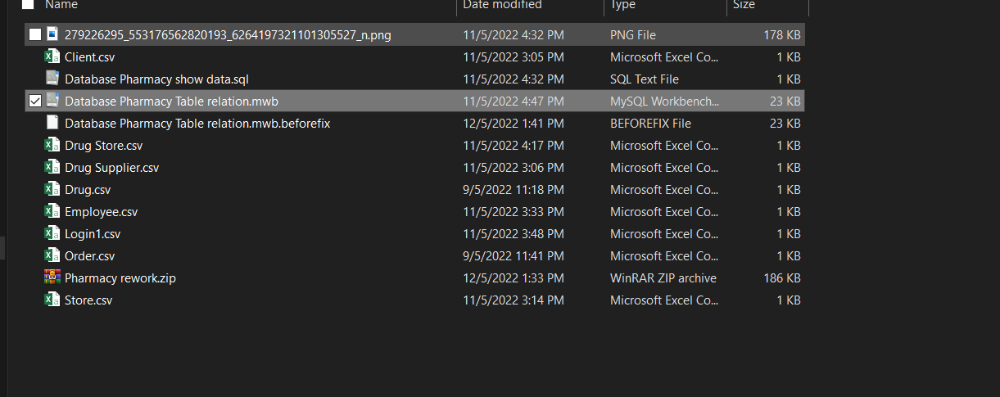 Name Date modified Type Size
279226295_553176562820193_6264197321101305527_n.png 11/5/2022 4:32 PM PNG File 178 KB
Client.csv 11/5/2022 3:05 PM Microsoft Excel Co... 1 KB
Database Pharmacy show data.sql 11/5/2022 4:32 PM SQL Text File 1 KB
Database Pharmacy Table relation.mwb 11/5/2022 4:47 PM MySQL Workbench... 23 KB
Database Pharmacy Table relation.mwb.beforefix 12/5/2022 1:41 PM BEFOREFIX File 23 KB
Drug Store.csv 11/5/2022 4:17 PM Microsoft Excel Co... 1 KB
Drug Supplier.csv 11/5/2022 3:06 PM Microsoft Excel Co... 1 KB
Drug.csv 9/5/2022 11:18 PM Microsoft Excel Co... 1 KB
Employee.csv 11/5/2022 3:33 PM Microsoft Excel Co... 1 KB
Login1.csv 11/5/2022 3:48 PM Microsoft Excel Co... 1 KB
Order.csv 9/5/2022 11:41 PM Microsoft Excel Co... 1 KB
Pharmacy rework.zip 12/5/2022 1:33 PM WinRAR ZIP archive 186 KB
Store.csv 11/5/2022 3:14 PM Microsoft Excel Co... 1 KB